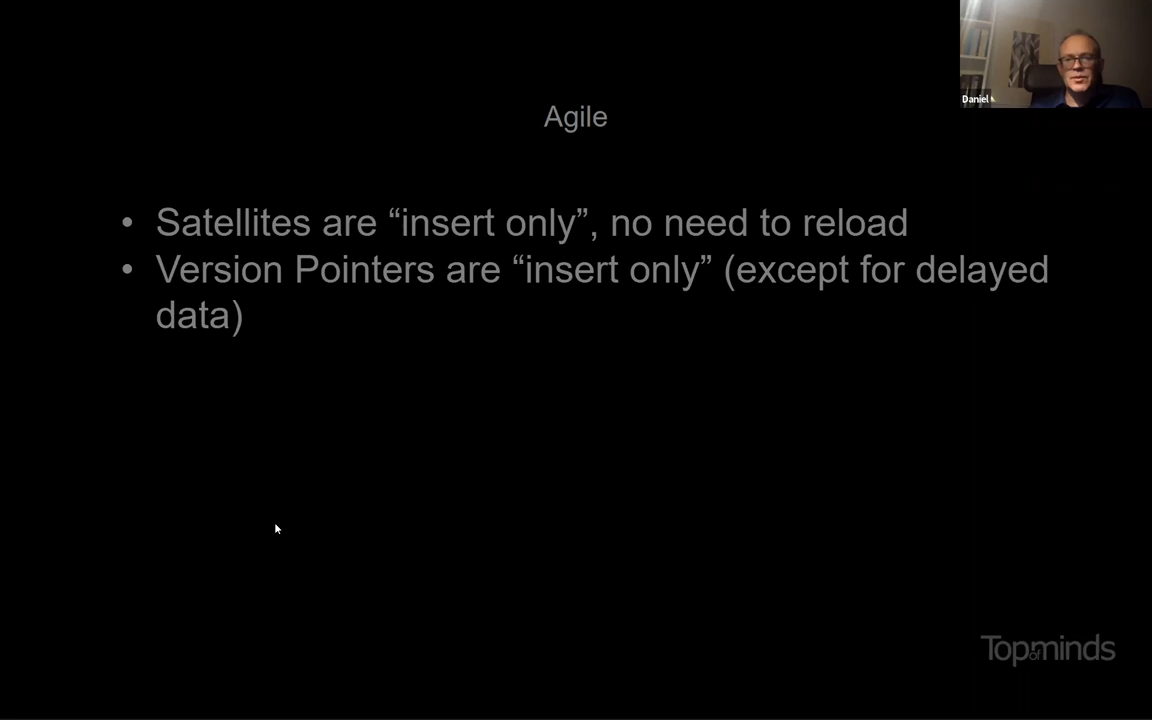 Daniel
Agile
• Satellites are “insert only”, no need to reload
• Version Pointers are “insert only” (except for delayed
data)
Topofminds